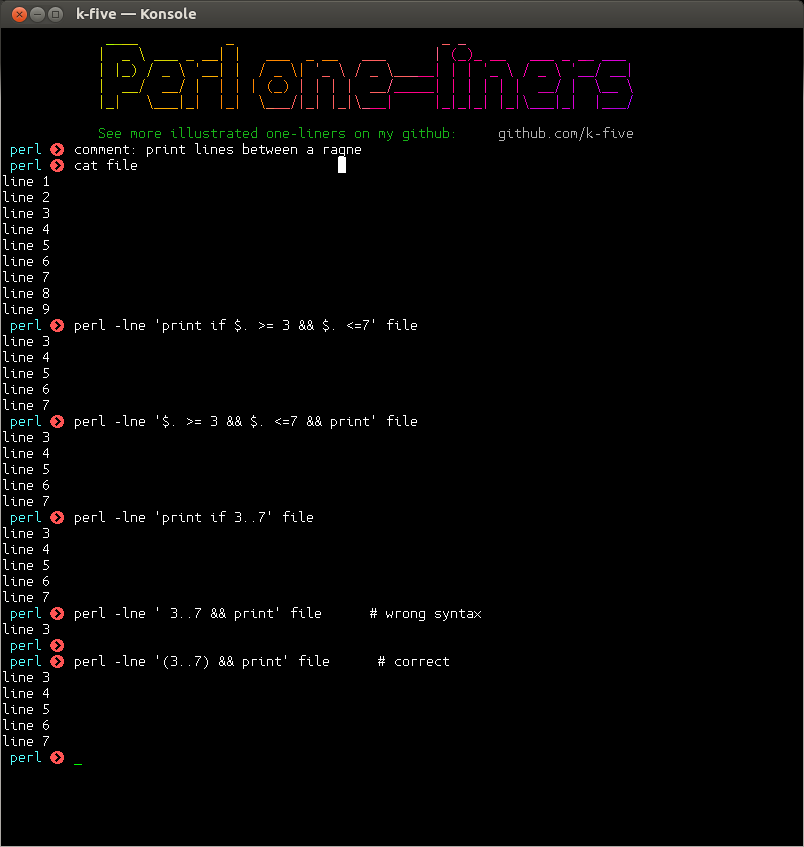 k-five — Konsole
Perl one-liners
See more illustrated one-liners on my github: github.com/k-five
perl comment: print lines between a ragne
perl cat file
line 1
line 2
line 3
line 4
line 5
line 6
line 7
line 8
line 9
perl perl -lne 'print if $. >= 3 && $. <=7' file
line 3
line 4
line 5
line 6
line 7
perl perl -lne '$. >= 3 && $. <=7 && print' file
line 3
line 4
line 5
line 6
line 7
perl perl -lne 'print if 3..7' file
line 3
line 4
line 5
line 6
line 7
perl perl -lne ' 3..7 && print' file # wrong syntax
line 3
perl
perl perl -lne '(3..7) && print' file # correct
line 3
line 4
line 5
line 6
line 7
perl _